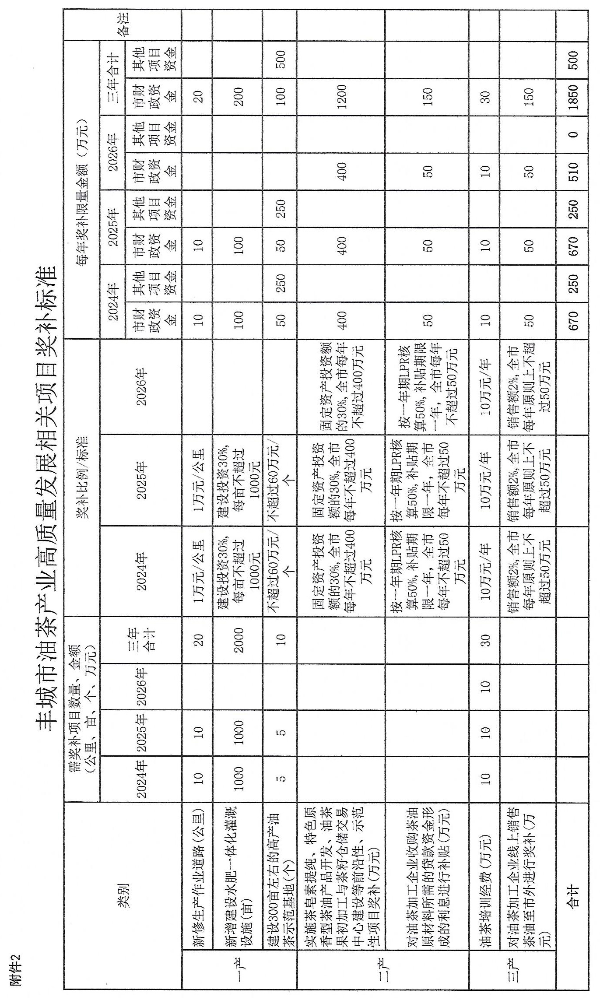 附件2
丰城市油茶产业高质量发展相关项目奖补标准
类别
需奖补项目数量、金额
(公里、亩、个、万元)
奖补比例/标准
每年奖补限量金额（万元）
备注
2024年
2025年
2026年
三年
合计
2024年
2025年
2026年
2024年
2025年
2026年
三年合计
市财
政资
金
其他
项目
资金
市财
政资
金
其他
项目
资金
市财
政资
金
其他
项目
资金
市财
政资
金
其他
项目
资金
一产
新修生产作业道路(公里)
10
10
20
1万元/公里
1万元/公里
10
10
20
新增建设水肥一体化灌溉
设施(亩)
1000
1000
2000
建设投资30%,
每亩不超过
1000元
建设投资30%,
每亩不超过
1000元
100
100
200
建设300亩左右的高产油
茶示范基地(个)
5
5
10
不超过60万元/
个
不超过60万元/
个
50
250
50
250
100
500
二产
实施茶皂素提纯、特色原
香型茶油产品开发、油茶
果初加工与茶籽仓储交易
中心建设等前沿性、示范
性项目奖补(万元)
固定资产投资
额的30%,全市
每年不超过400
万元
固定资产投资
额的30%,全市
每年不超过400
万元
固定资产投资额
的30%,全市每年
不超过400万元
400
400
400
1200
对油茶加工企业收购茶油
原材料所需的贷款资金形
成的利息进行补贴(万元)
按一年期LPR核
算50%,补贴期
限一年，全市
每年不超过50
万元
按一年期LPR核
算50%,补贴期
限一年，全市
每年不超过50
万元
按一年期LPR核
算50%,补贴期限
一年，全市每年
不超过50万元
50
50
50
150
三产
油茶培训经费(万元)
10
10
10
30
10万元/年
10万元/年
10万元/年
10
10
10
30
对油茶加工企业线上销售
茶油至市外进行奖补(万
元)
销售额2%,全市
每年原则上不
超过50万元
销售额2%,全市
每年原则上不
超过50万元
销售额2%,全市
每年原则上不超
过50万元
50
50
50
150
合计
670
250
670
250
510
0
1850
500